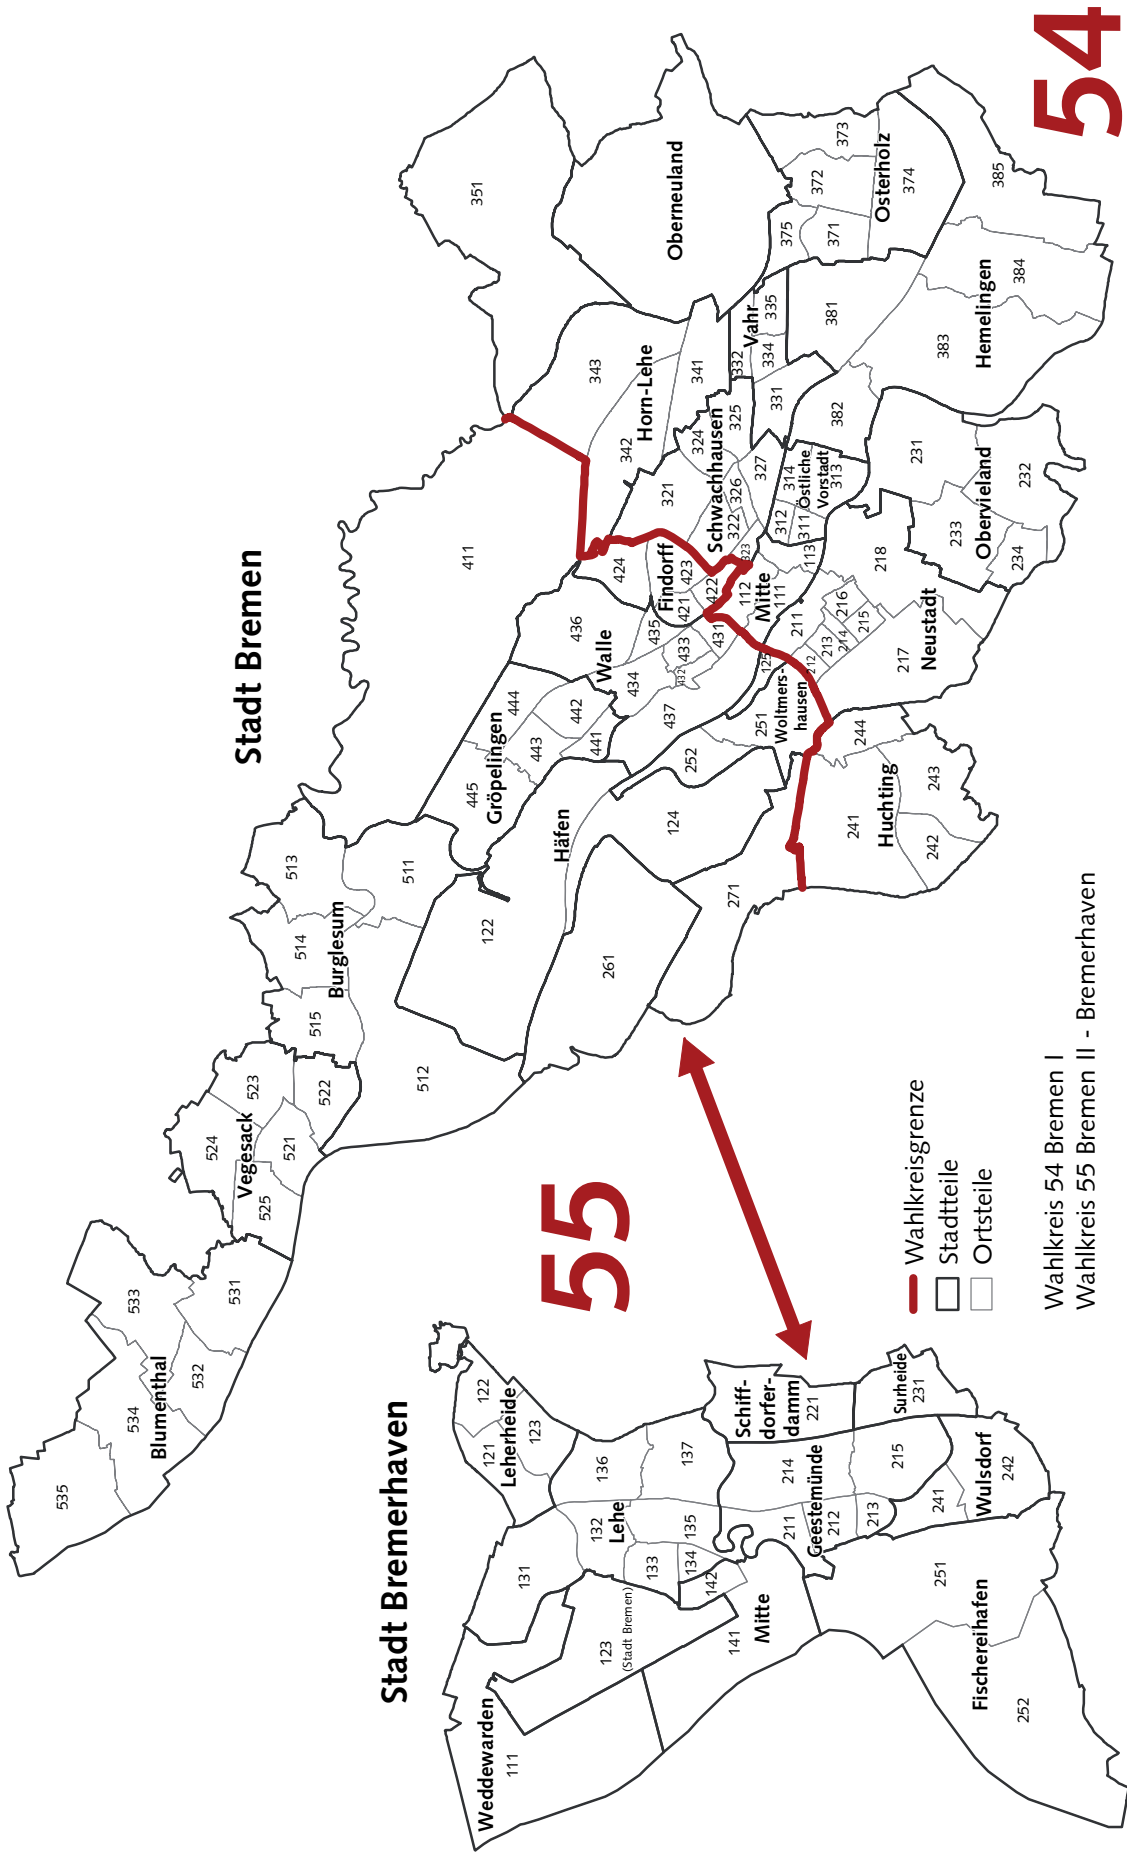 Stadt Bremen
54
55
351
Oberneuland
373
372
375
371
Osterholz
374
385
384
Hemelingen
383
381
382
Vahr
335
334
332
331
343
Horn-Lehe
342
341
Schwachhausen
321
324
325
326
327
322
323
Östliche
Vorstadt
314
313
312
311
Mitte
113
112
111
Obervieland
231
232
233
234
Neustadt
218
217
216
215
214
213
212
211
411
Findorff
424
423
422
421
Walle
436
435
434
433
432
431
437
Gröpelingen
445
444
443
442
441
Häfen
122
124
125
261
271
Woltmers-
hausen
251
252
Huchting
244
243
242
241
Burglesum
513
511
514
515
512
Vegesack
523
522
524
521
525
Blumenthal
533
531
534
532
535
Stadt Bremerhaven
Weddewarden
111
Leherheide
122
121
123
Lehe
131
132
133
134
135
136
137
123
(Stadt Bremen)
Mitte
141
142
Schiff-
dorfer-
damm
221
Surheide
231
Geestemünde
214
215
211
212
213
Wulsdorf
241
242
Fischereihafen
251
252
Wahlkreisgrenze
Stadtteile
Ortsteile
Wahlkreis 54 Bremen I
Wahlkreis 55 Bremen II - Bremerhaven